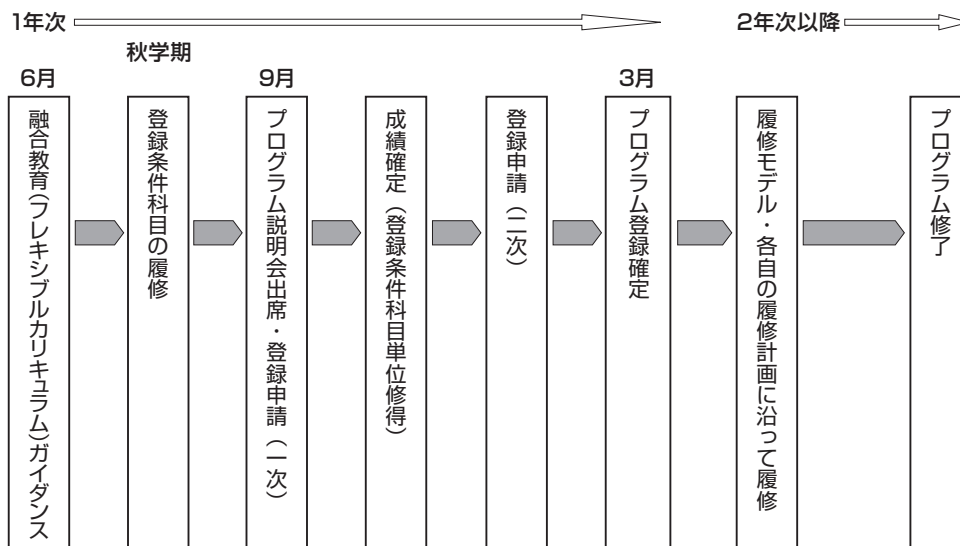 1年次
2年次以降
秋学期
6月
9月
3月
融合教育(フレキシブルカリキュラム)ガイダンス
登録条件科目の履修
プログラム説明会出席・登録申請(一次)
成績確定(登録条件科目単位修得)
登録申請(二次)
プログラム登録確定
履修モデル・各自の履修計画に沿って履修
プログラム修了